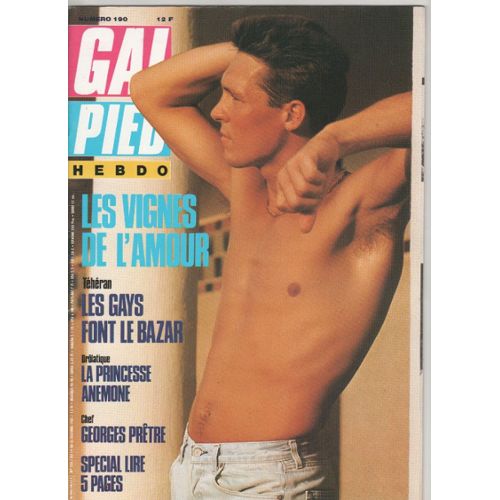 NUMERO 190 12 F
GAI
PIED
HEBDO
LES VIGNES
DE L'AMOUR
Téhéran
LES GAYS
FONT LE BAZAR
Drôlatique
LA PRINCESSE
ANEMONE
Chef
GEORGES PRÊTRE
SPECIAL LIRE
5 PAGES